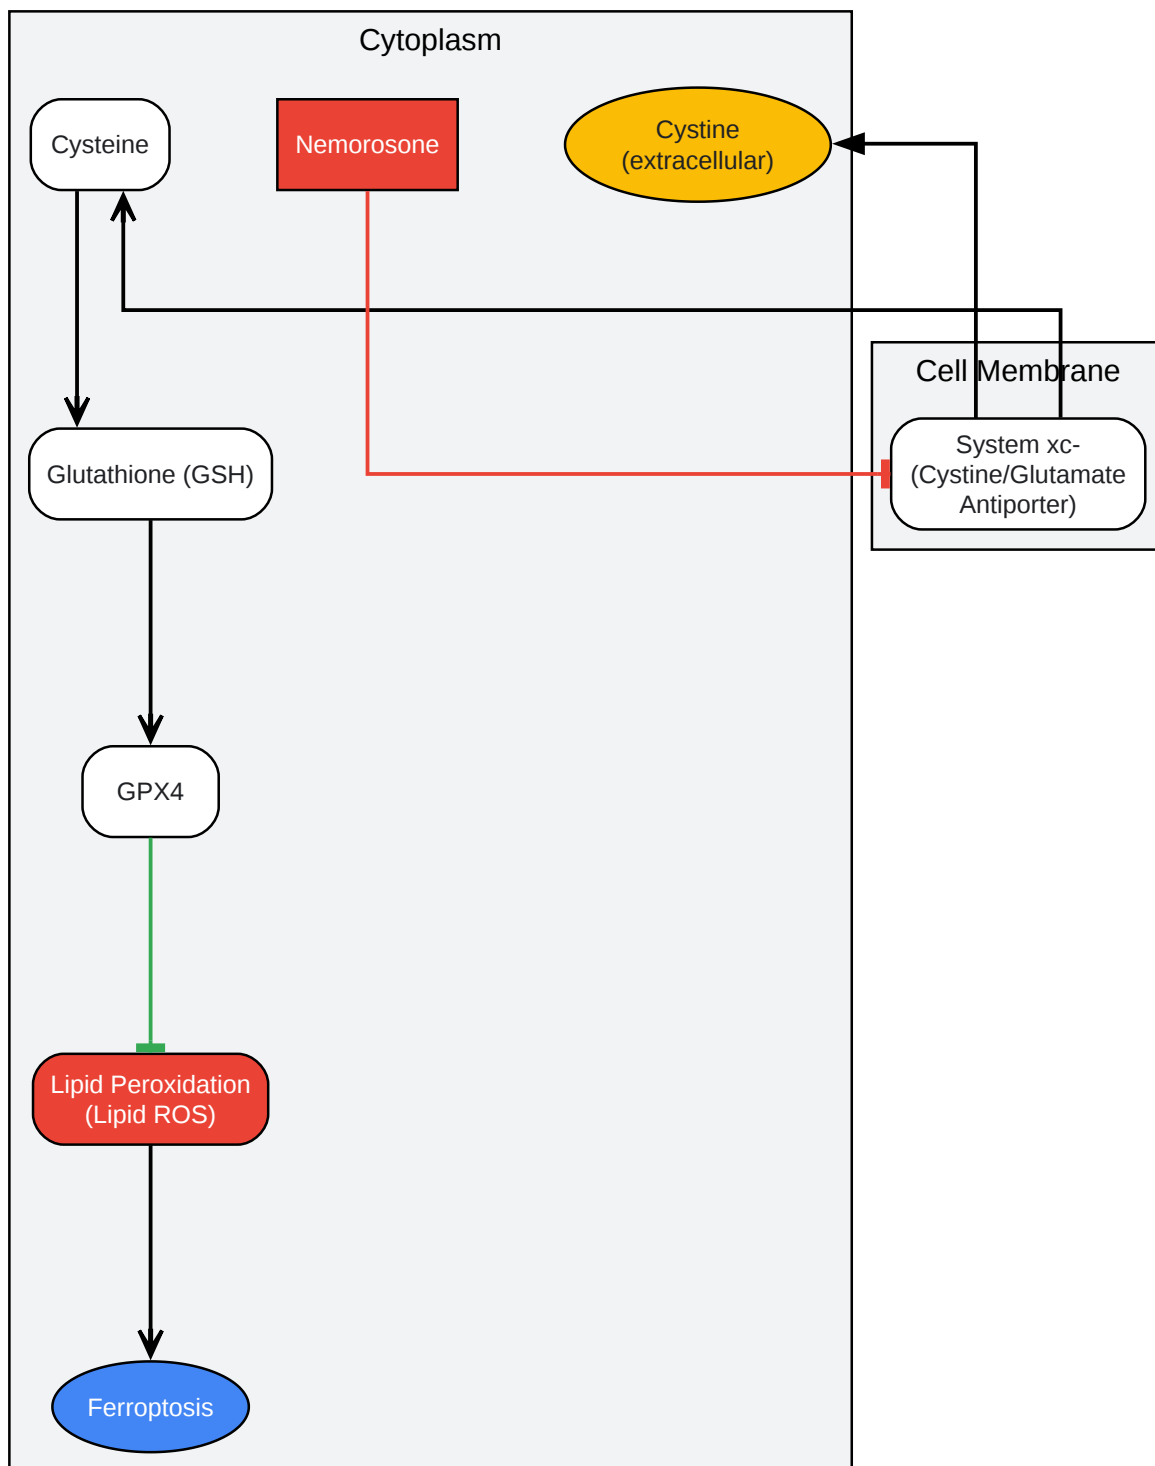 Cytoplasm
Cysteine
Nemorosone
Cystine
(extracellular)
Cell Membrane
System xc-
(Cystine/Glutamate
Antiporter)
Glutathione (GSH)
GPX4
Lipid Peroxidation
(Lipid ROS)
Ferroptosis